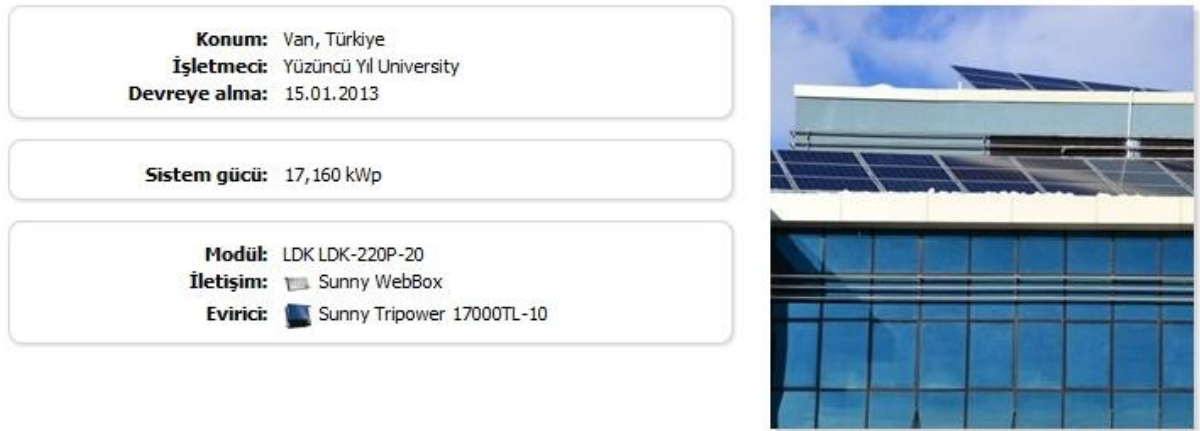 Konum: Van, Türkiye
İşletmeci: Yüzüncü Yıl University
Devreye alma: 15.01.2013
Sistem gücü: 17,160 kWp
Modül: LDK LDK-220P-20
İletişim: Sunny WebBox
Evirici: Sunny Tripower 17000TL-10